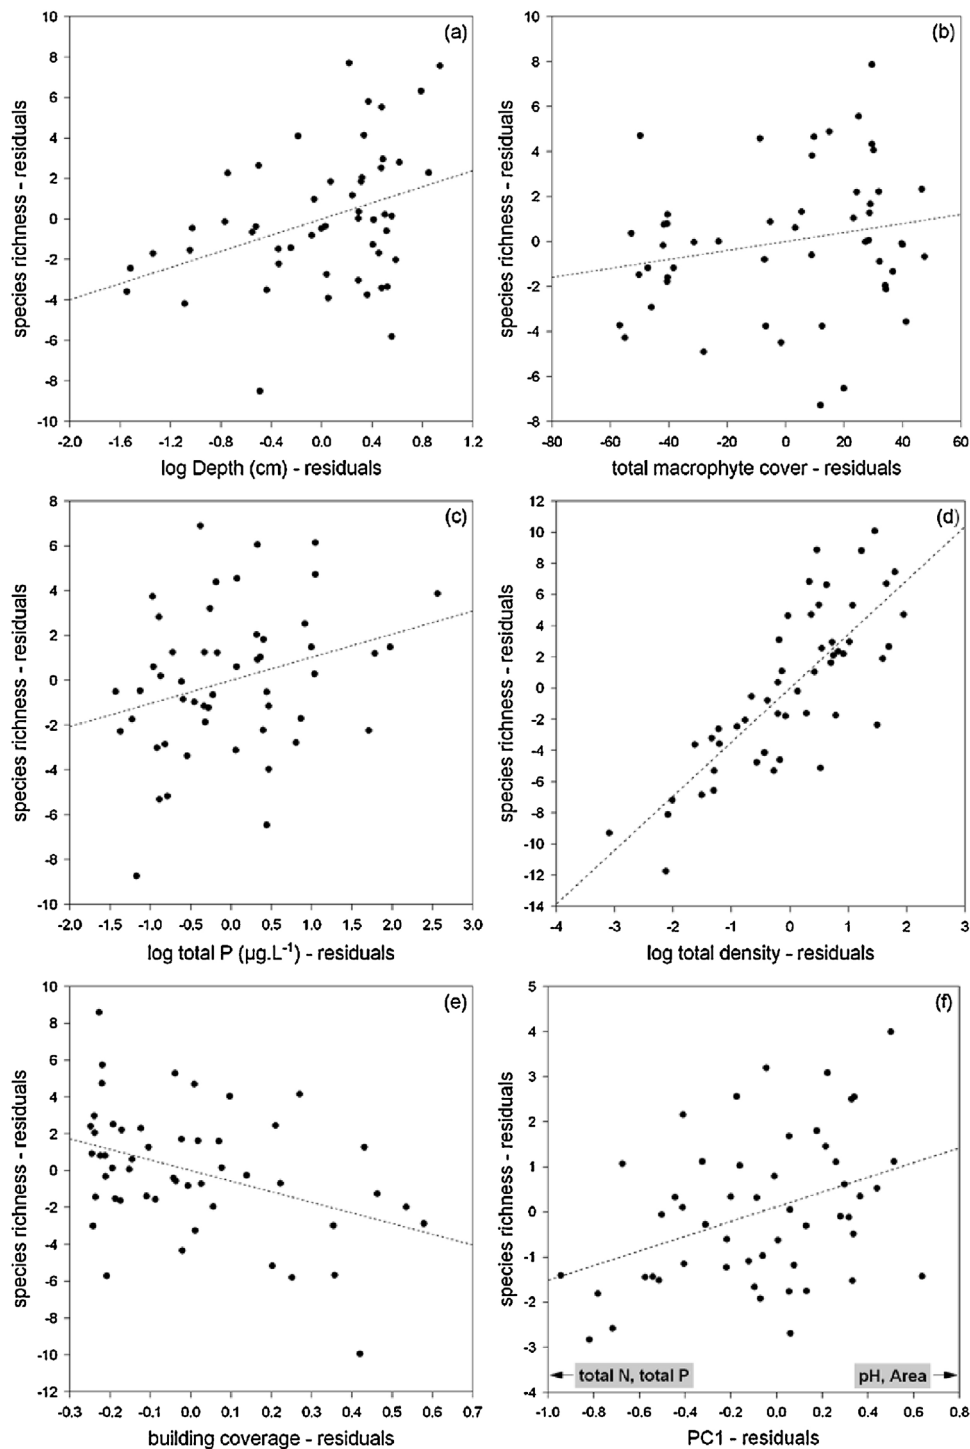 (a)
10
8
6
4
2
0
-2
-4
-6
-8
-10
species richness - residuals
-2.0 -1.6 -1.2 -0.8 -0.4 0.0 0.4 0.8 1.2
log Depth (cm) - residuals
(b)
10
8
6
4
2
0
-2
-4
-6
-8
species richness - residuals
-80 -60 -40 -20 0 20 40 60
total macrophyte cover - residuals
(c)
8
6
4
2
0
-2
-4
-6
-8
-10
species richness - residuals
-2.0 -1.5 -1.0 -0.5 0.0 0.5 1.0 1.5 2.0 2.5 3.0
log total P (µg.L⁻¹) - residuals
(d)
12
10
8
6
4
2
0
-2
-4
-6
-8
-10
-12
-14
species richness - residuals
-4 -3 -2 -1 0 1 2 3
log total density - residuals
(e)
10
8
6
4
2
0
-2
-4
-6
-8
-10
-12
species richness - residuals
-0.3 -0.2 -0.1 0.0 0.1 0.2 0.3 0.4 0.5 0.6 0.7
building coverage - residuals
(f)
5
4
3
2
1
0
-1
-2
-3
-4
species richness - residuals
total N, total P
pH, Area
-1.0 -0.8 -0.6 -0.4 -0.2 0.0 0.2 0.4 0.6 0.8
PC1 - residuals